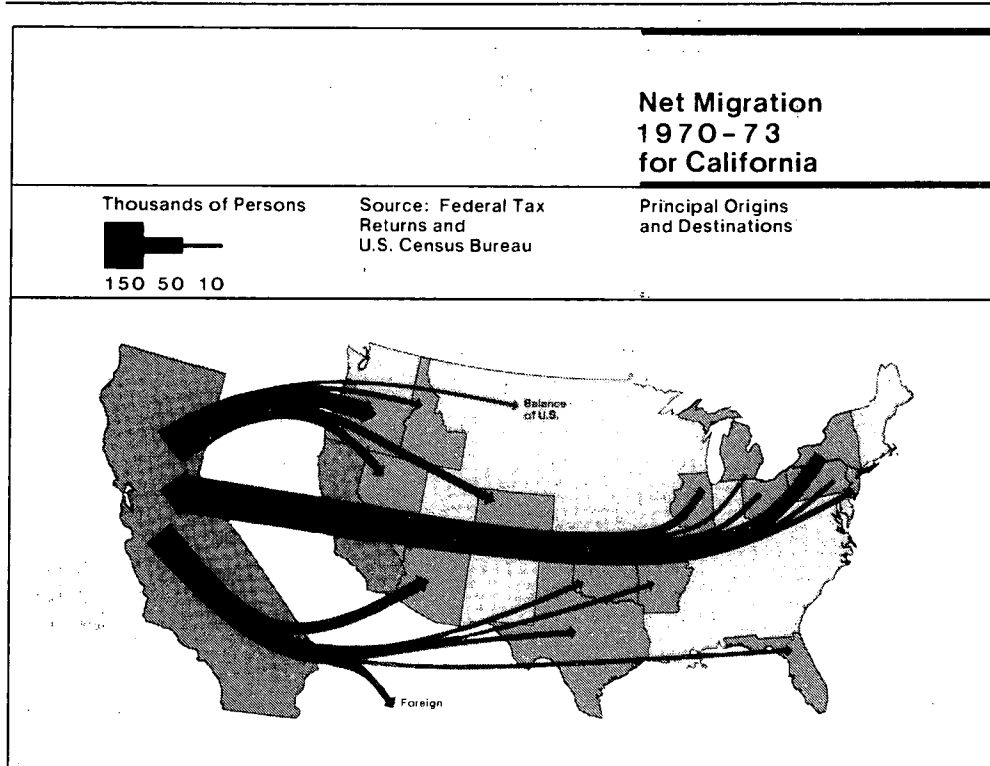 Net Migration
1970-73
for California
Thousands of Persons
150 50 10
Source: Federal Tax
Returns and
U.S. Census Bureau
Principal Origins
and Destinations
Balance
of U.S.
Foreign